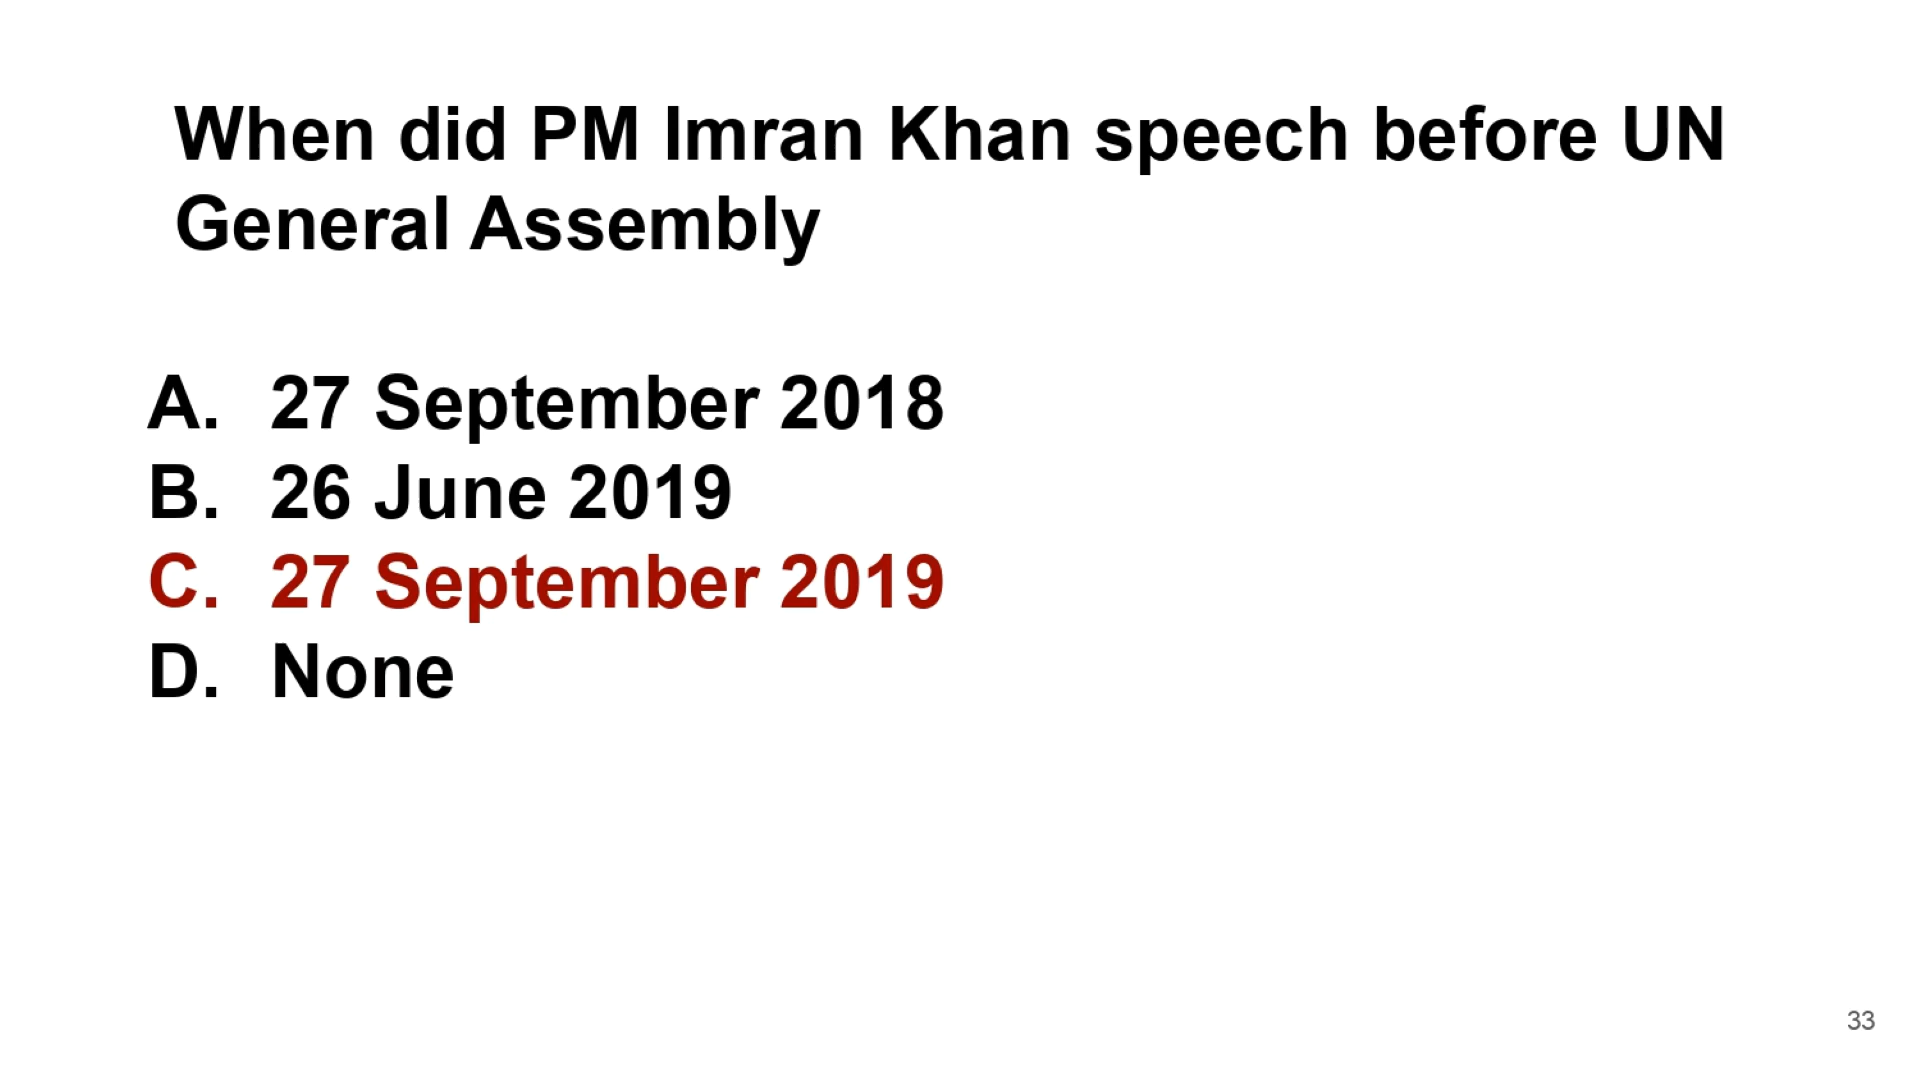 When did PM Imran Khan speech before UN
General Assembly
A. 27 September 2018
B. 26 June 2019
C. 27 September 2019
D. None
33